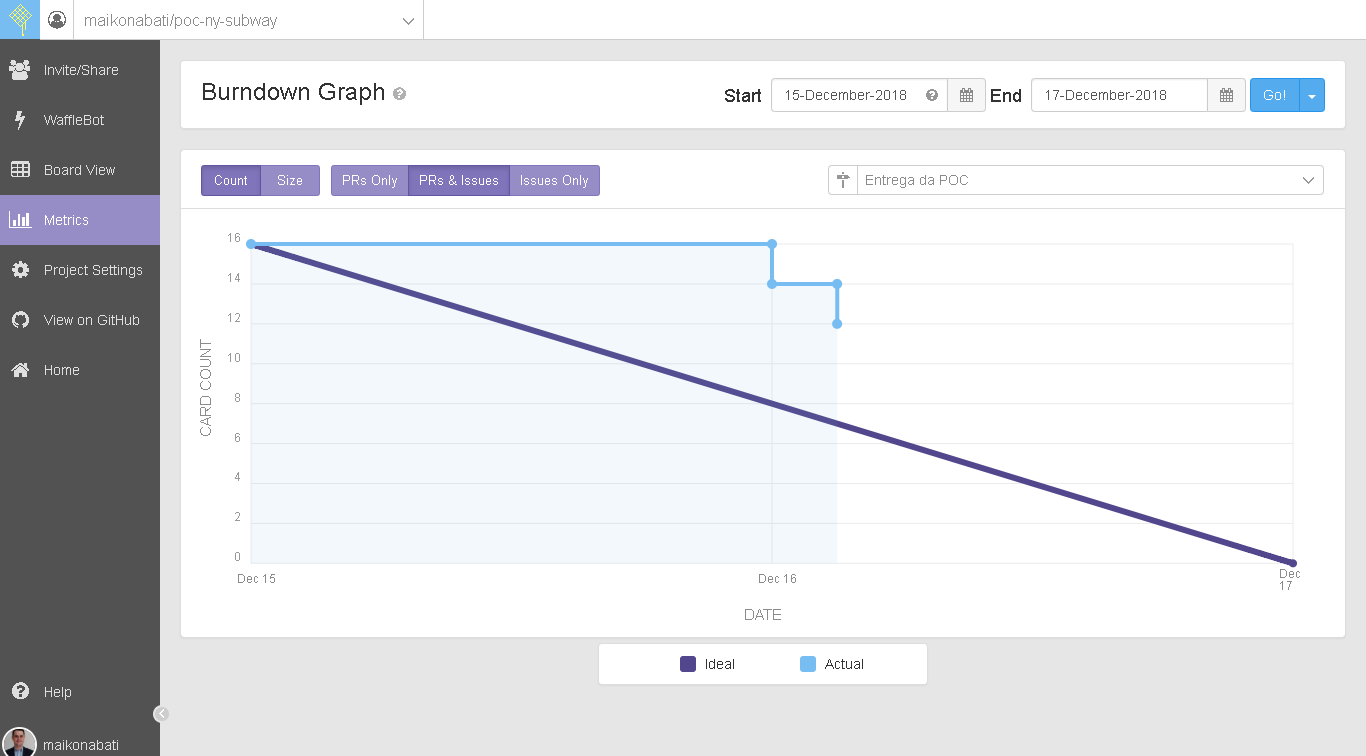 maikonabati/poc-ny-subway
Invite/Share
WaffleBot
Board View
Metrics
Project Settings
View on GitHub
Home
Help
maikonabati
Burndown Graph
Start 15-December-2018 End 17-December-2018 Go!
Count Size PRs Only PRs & Issues Issues Only Entrega da POC
16
14
12
10
8
6
4
2
0
CARD COUNT
Dec 15 Dec 16 Dec
17
DATE
Ideal Actual